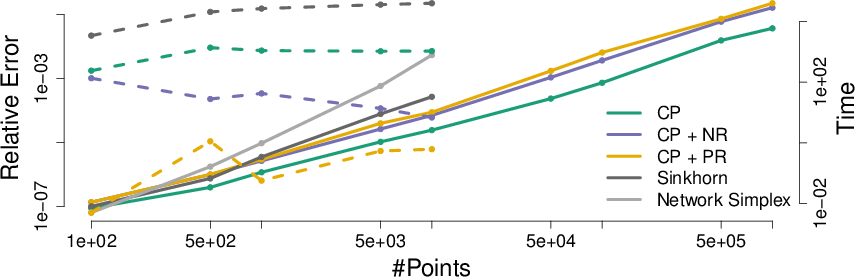 Relative Error
1e-03
1e-07
CP
CP + NR
CP + PR
Sinkhorn
Network Simplex
1e+02
1e-02
Time
1e+02
5e+02
5e+03
5e+04
5e+05
#Points